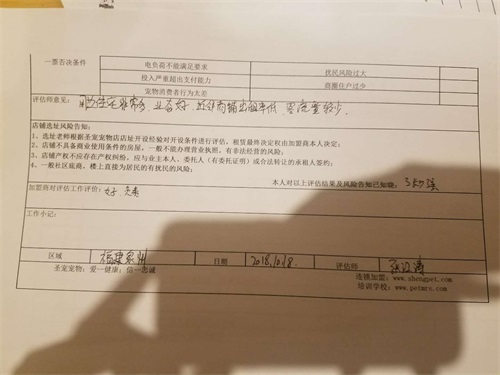 一票否决条件
电负荷不能满足要求
投入严重超出支付能力 扰民风险过大
宠物消费者行为太差 商圈住户过少
评估师意见:
店铺选址风险告知:
1、选址老师根据圣宠宠物店店址开设经验对开设条件进行评估,租赁最终决定权由加盟商本人决定;
2、店铺不具备商业使用条件的房屋,一般不能办理营业执照,有非法经营的风险;
3、店铺产权不应存在产权纠纷,应与业主本人、委托人(有委托证明)或合法转让的承租人签约;
4、一般社区底商、楼上直接为居民的有扰民的风险;
本人对以上评估结果及风险告知已知晓:
加盟商对评估工作评价:好
工作小记:
区域 福建泉州 日期 2018.10.18. 评估师
圣宠宠物:爱—健康;信—忠诚 连锁加盟:www.shengpet.com
培训学校:www.petmrs.com